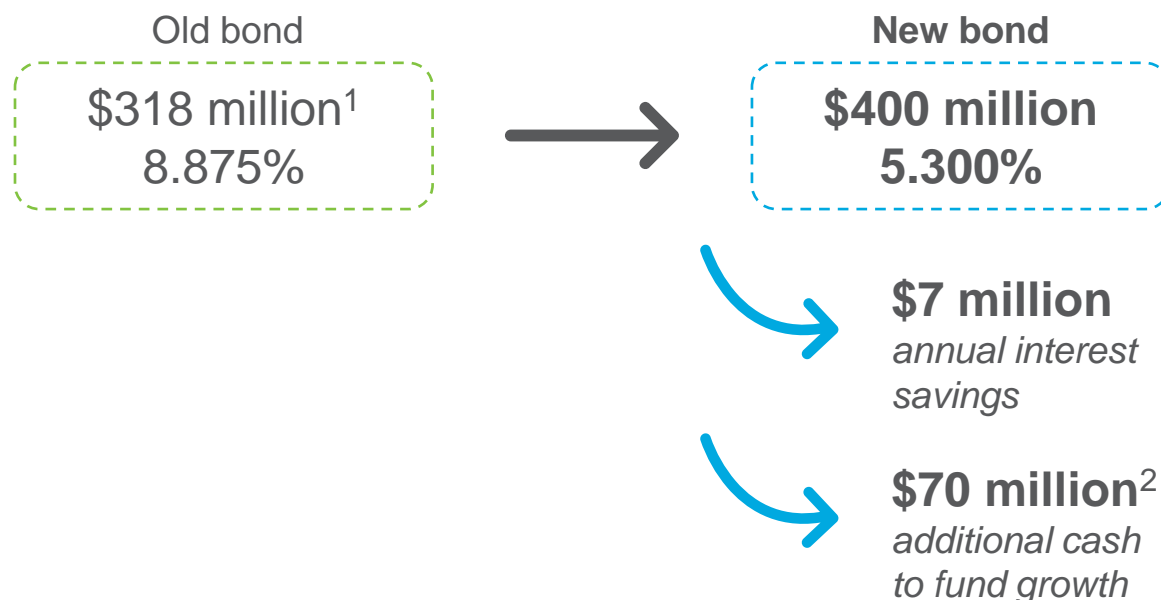 Old bond
$318 million¹
8.875%
New bond
$400 million
5.300%
$7 million
annual interest
savings
$70 million²
additional cash
to fund growth